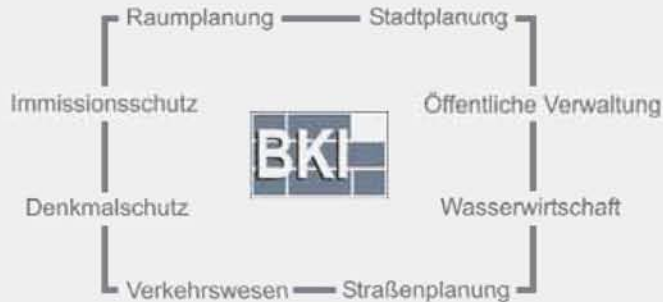 Raumplanung Stadtplanung
Immissionsschutz Öffentliche Verwaltung
BKI
Denkmalschutz Wasserwirtschaft
Verkehrswesen Straßenplanung